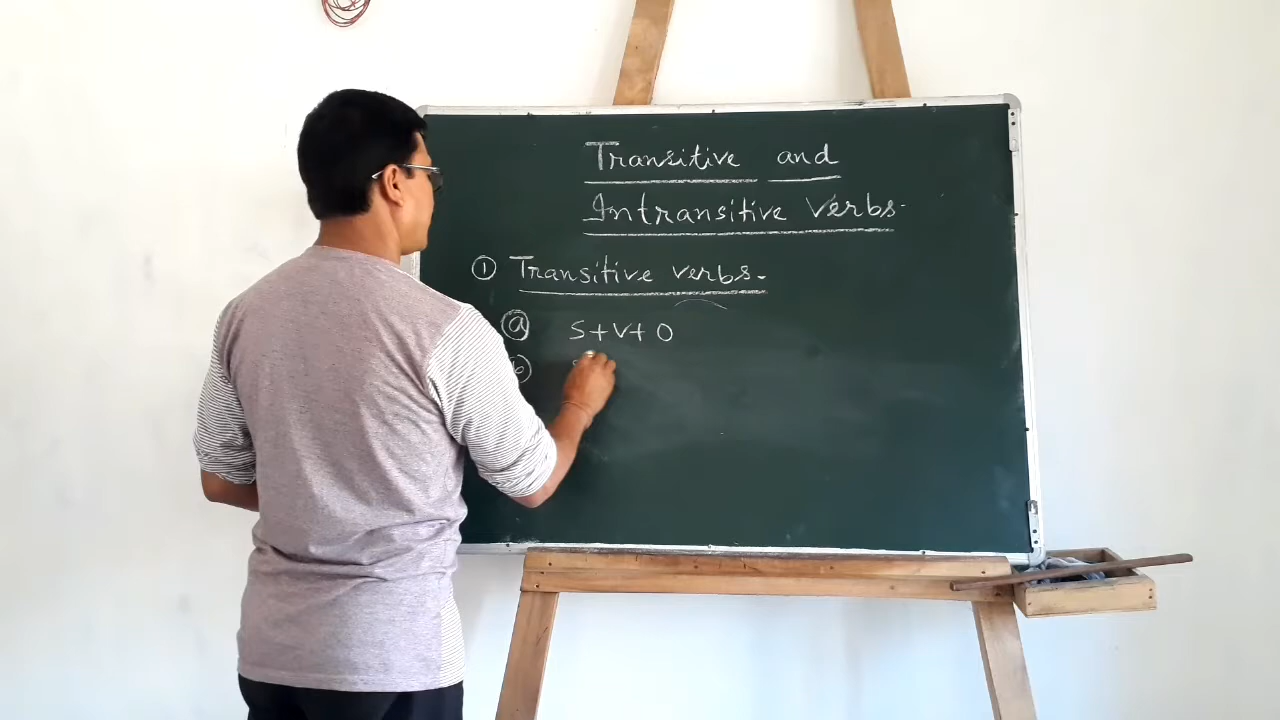 Transitive and
Intransitive Verbs.
① Transitive verbs.
ⓐ S+V+O
ⓑ